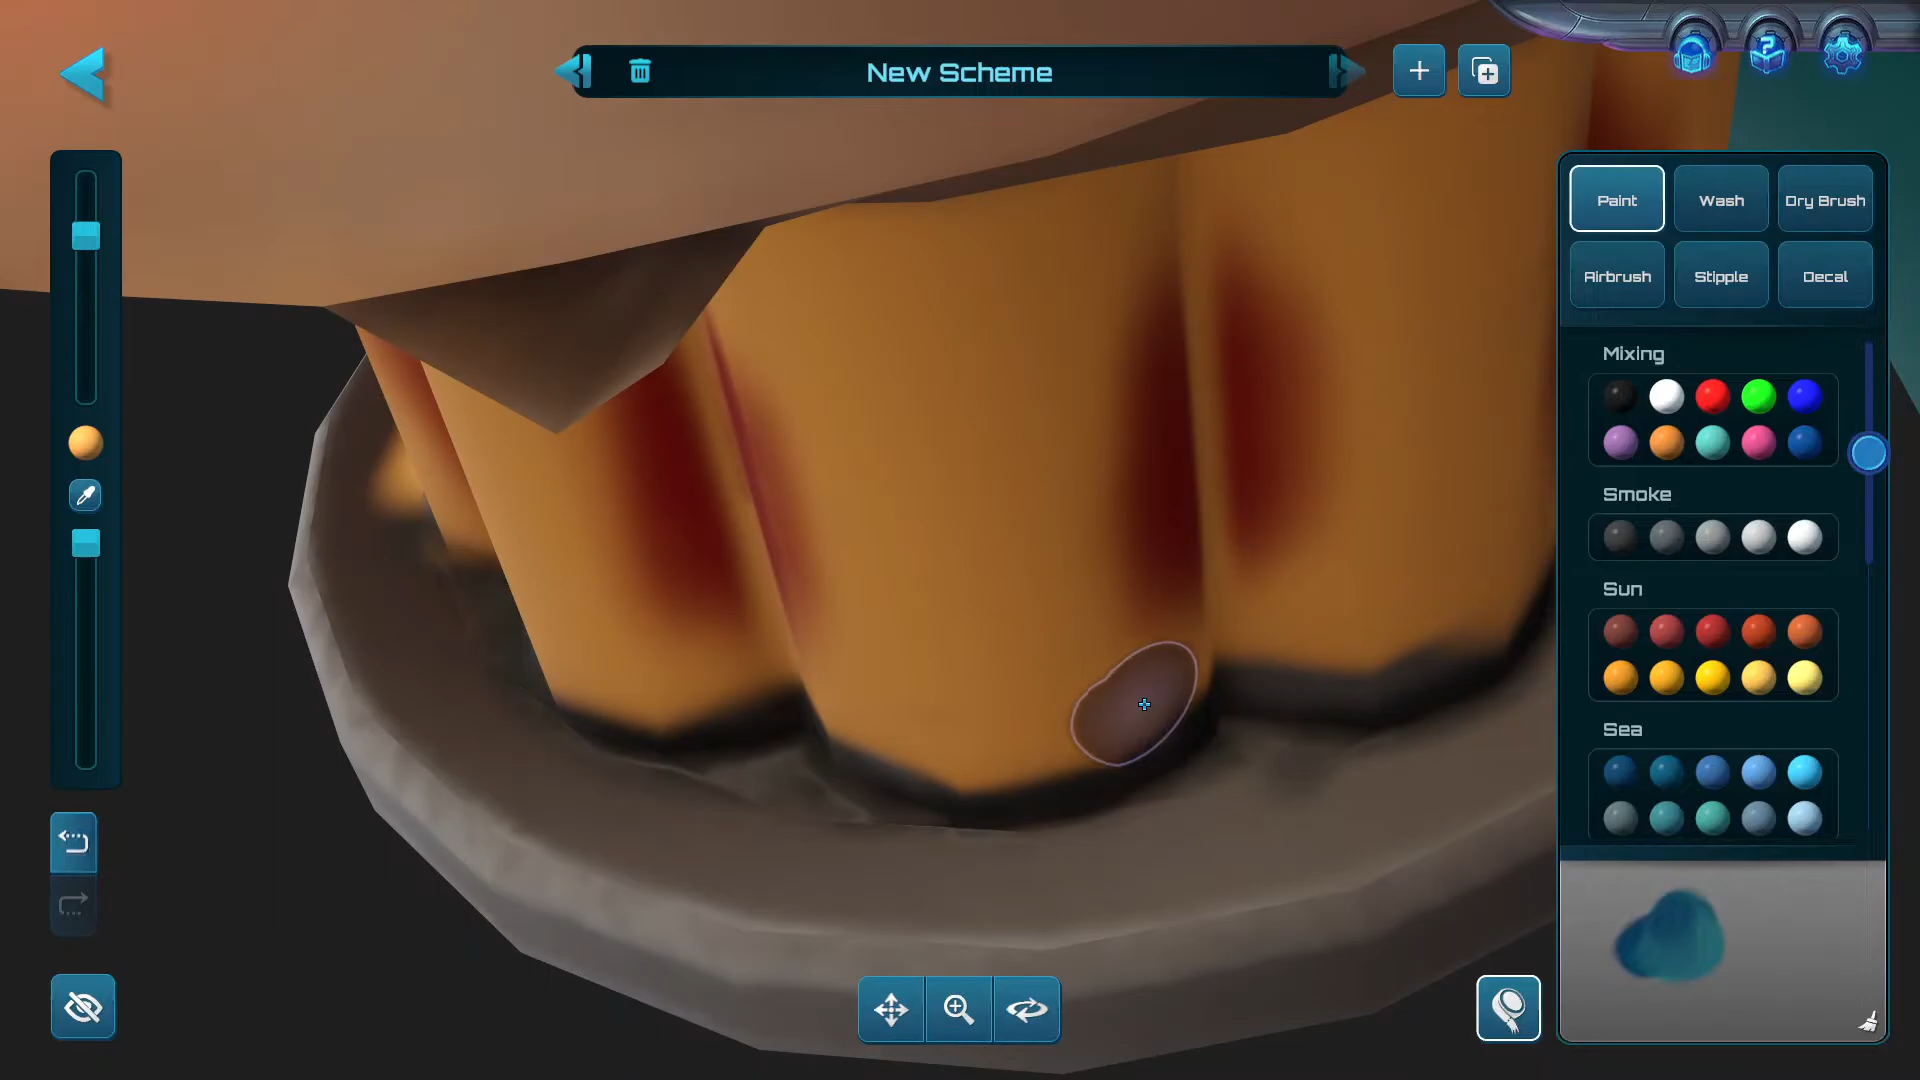 New Scheme
Paint
Wash
Dry Brush
Airbrush
Stipple
Decal
Mixing
Smoke
Sun
Sea